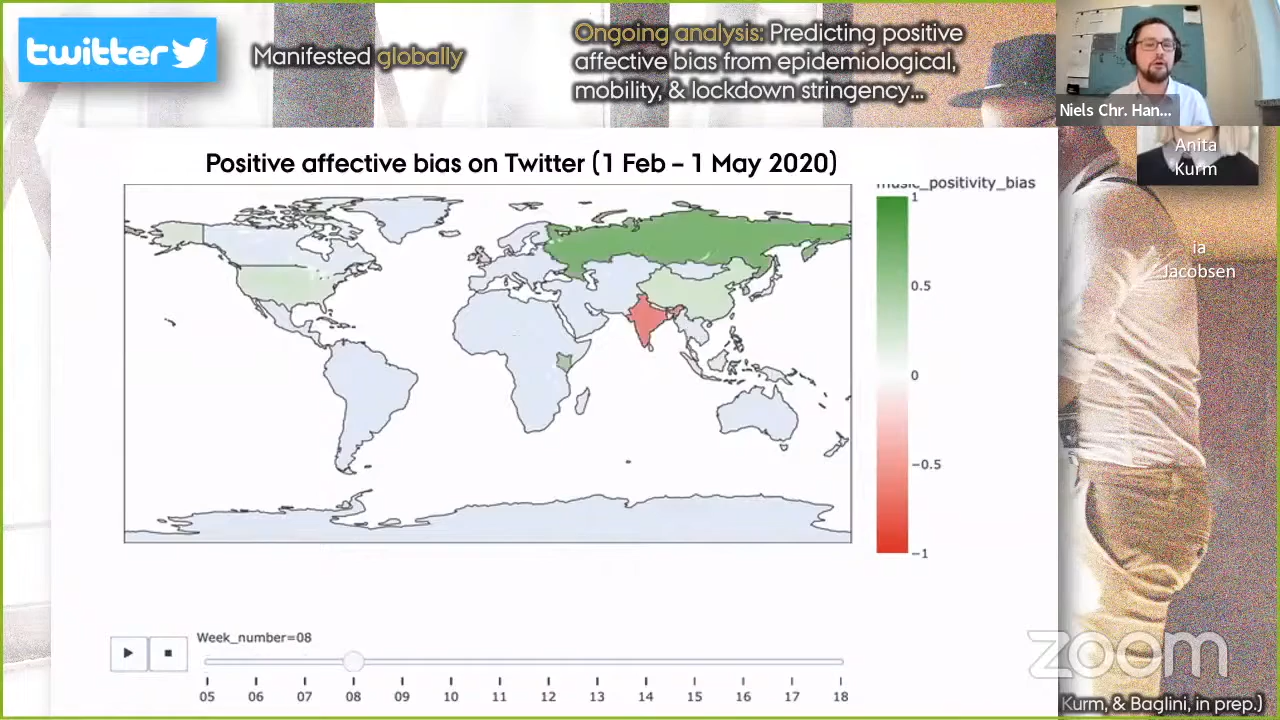 twitter
Manifested globally
Ongoing analysis: Predicting positive
affective bias from epidemiological,
mobility, & lockdown stringency...
Niels Chr. Han...
Anita
Kurm
Ia
Jacobsen
Positive affective bias on Twitter (1 Feb – 1 May 2020)
music_positivity_bias
1
0.5
0
−0.5
−1
Week_number=08
05 06 07 08 09 10 11 12 13 14 15 16 17 18
zoom
Kurm, & Baglini, in prep.)